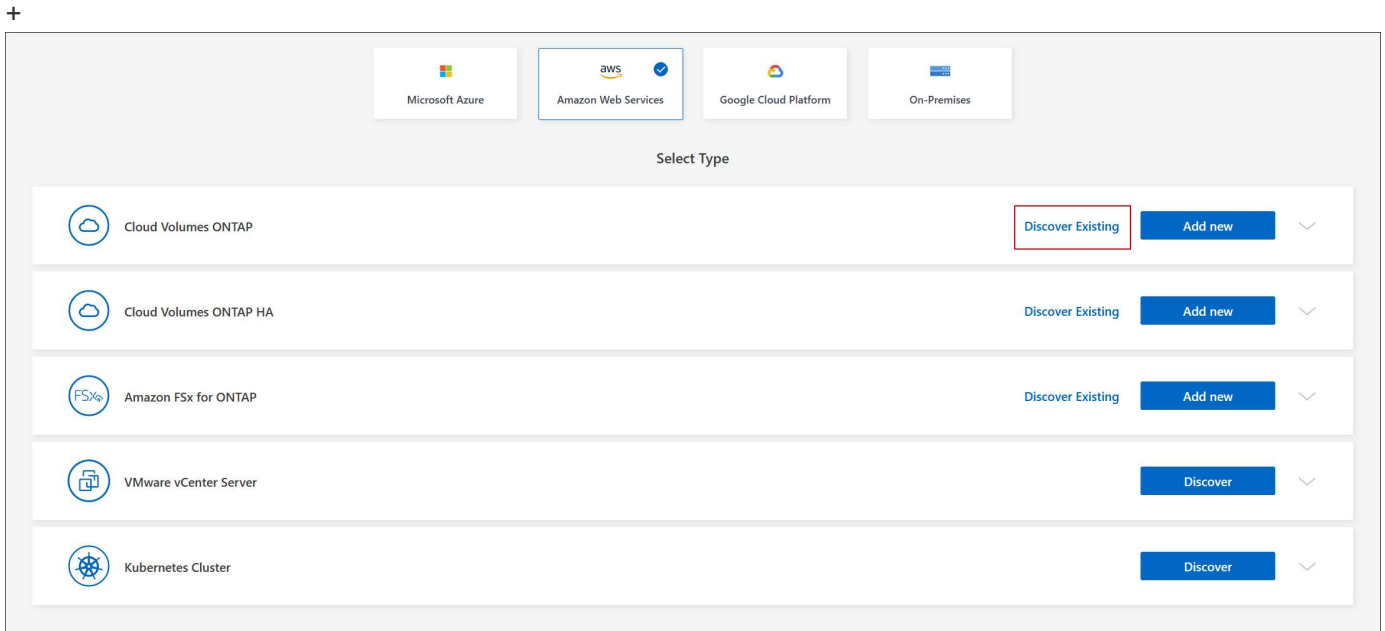 +
aws
Microsoft Azure Amazon Web Services Google Cloud Platform On-Premises
Select Type
Cloud Volumes ONTAP Discover Existing Add new
Cloud Volumes ONTAP HA Discover Existing Add new
FSx Amazon FSx for ONTAP Discover Existing Add new
VMware vCenter Server Discover
Kubernetes Cluster Discover